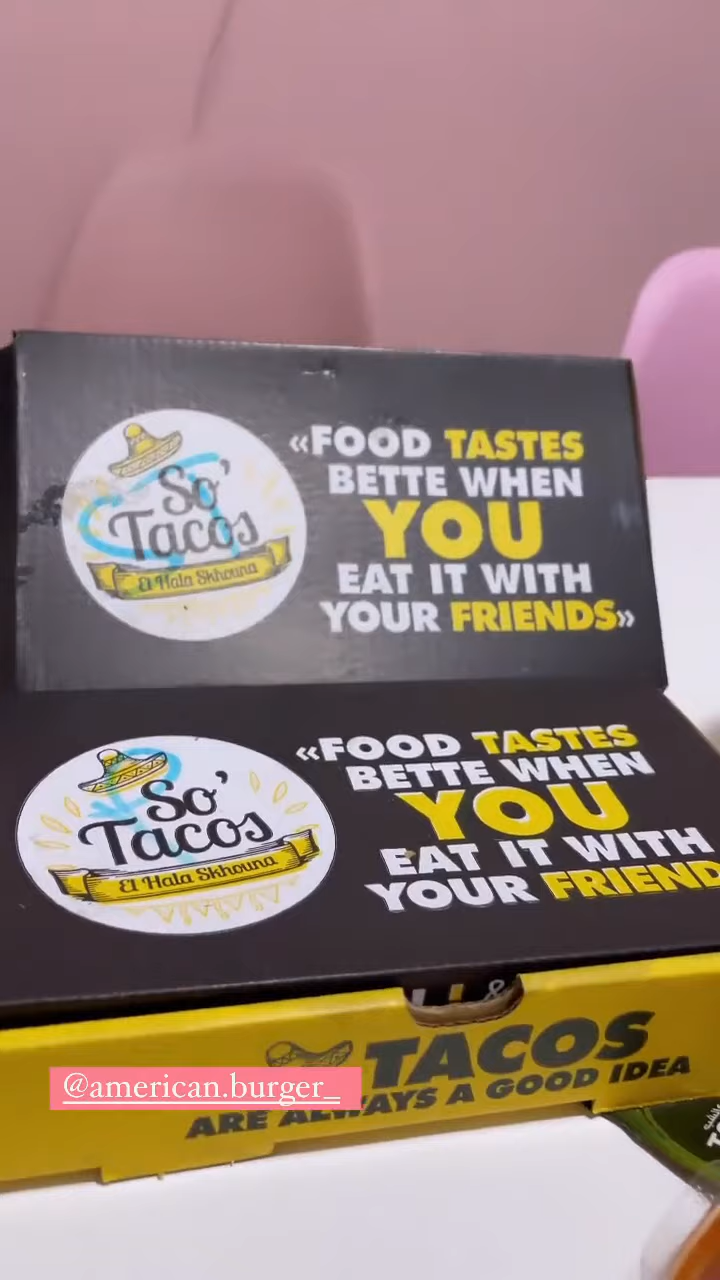 So'
Tacos
El Hala Skhouna
«FOOD TASTES
BETTE WHEN
YOU
EAT IT WITH
YOUR FRIENDS»
So'
Tacos
El Hala Skhouna
«FOOD TASTES
BETTE WHEN
YOU
EAT IT WITH
YOUR FRIEND
&
TACOS
ARE ALWAYS A GOOD IDEA
@american.burger_